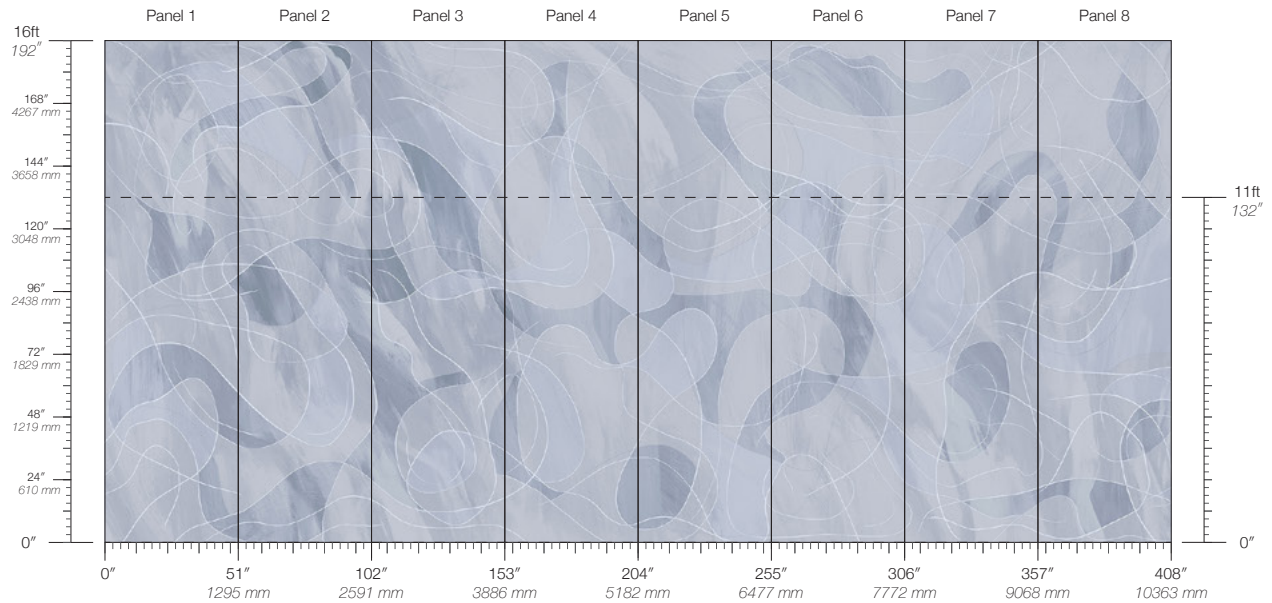 Panel 1 Panel 2 Panel 3 Panel 4 Panel 5 Panel 6 Panel 7 Panel 8
16ft
192″
168″
4267 mm
144″
3658 mm
11ft
132″
120″
3048 mm
96″
2438 mm
72″
1829 mm
48″
1219 mm
24″
610 mm
0″ 0″
0″ 51″ 102″ 153″ 204″ 255″ 306″ 357″ 408″
1295 mm 2591 mm 3886 mm 5182 mm 6477 mm 7772 mm 9068 mm 10363 mm